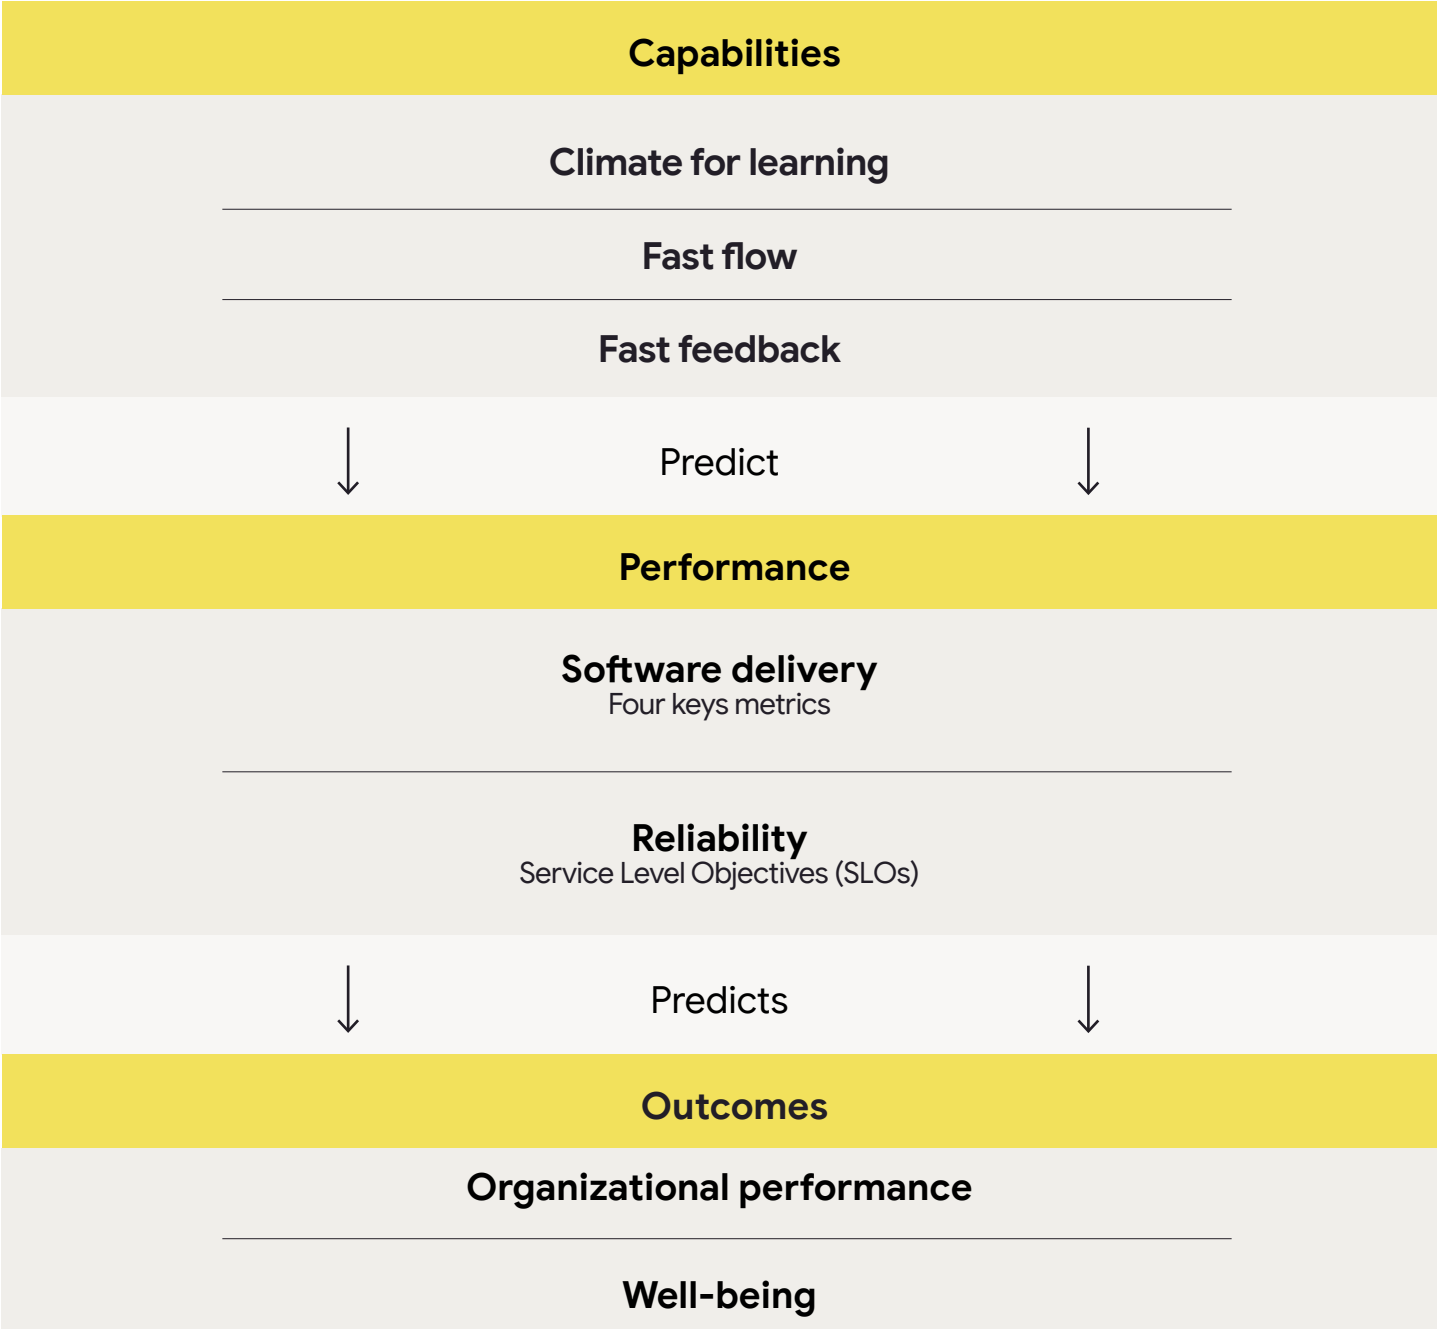 Capabilities
Climate for learning
Fast flow
Fast feedback
Predict
Performance
Software delivery
Four keys metrics
Reliability
Service Level Objectives (SLOs)
Predicts
Outcomes
Organizational performance
Well-being